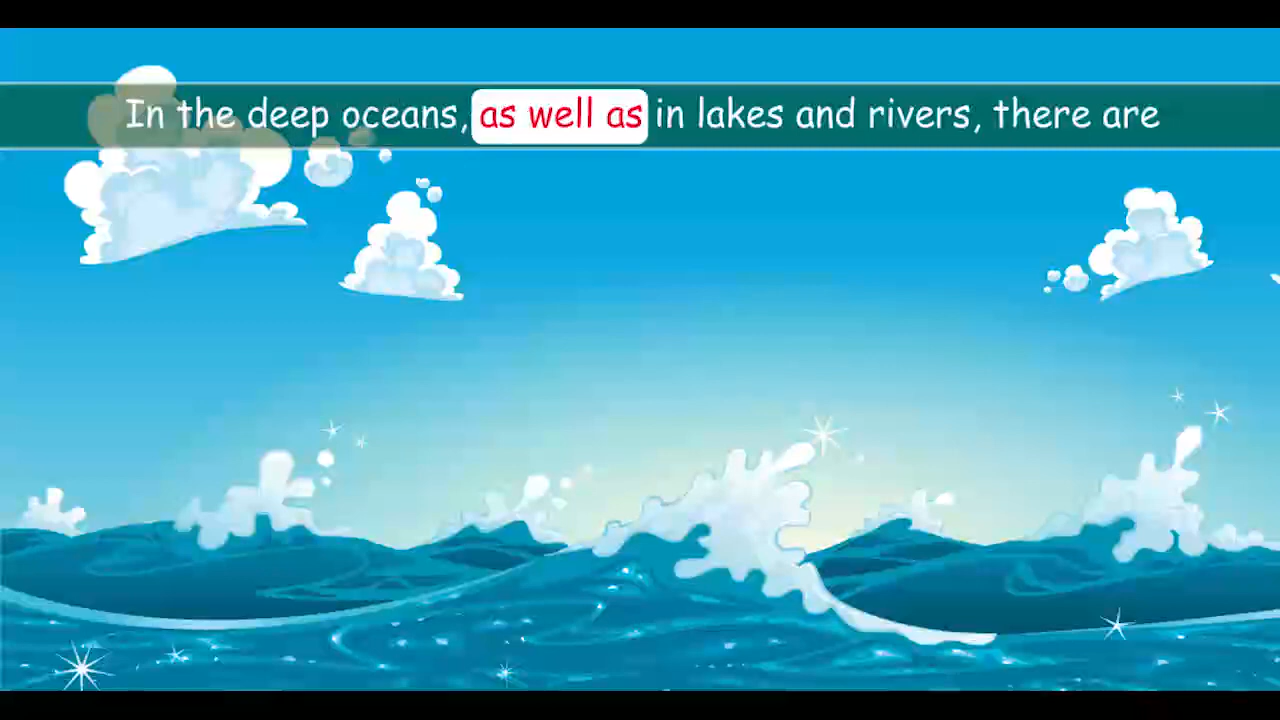 In the deep oceans, as well as in lakes and rivers, there are